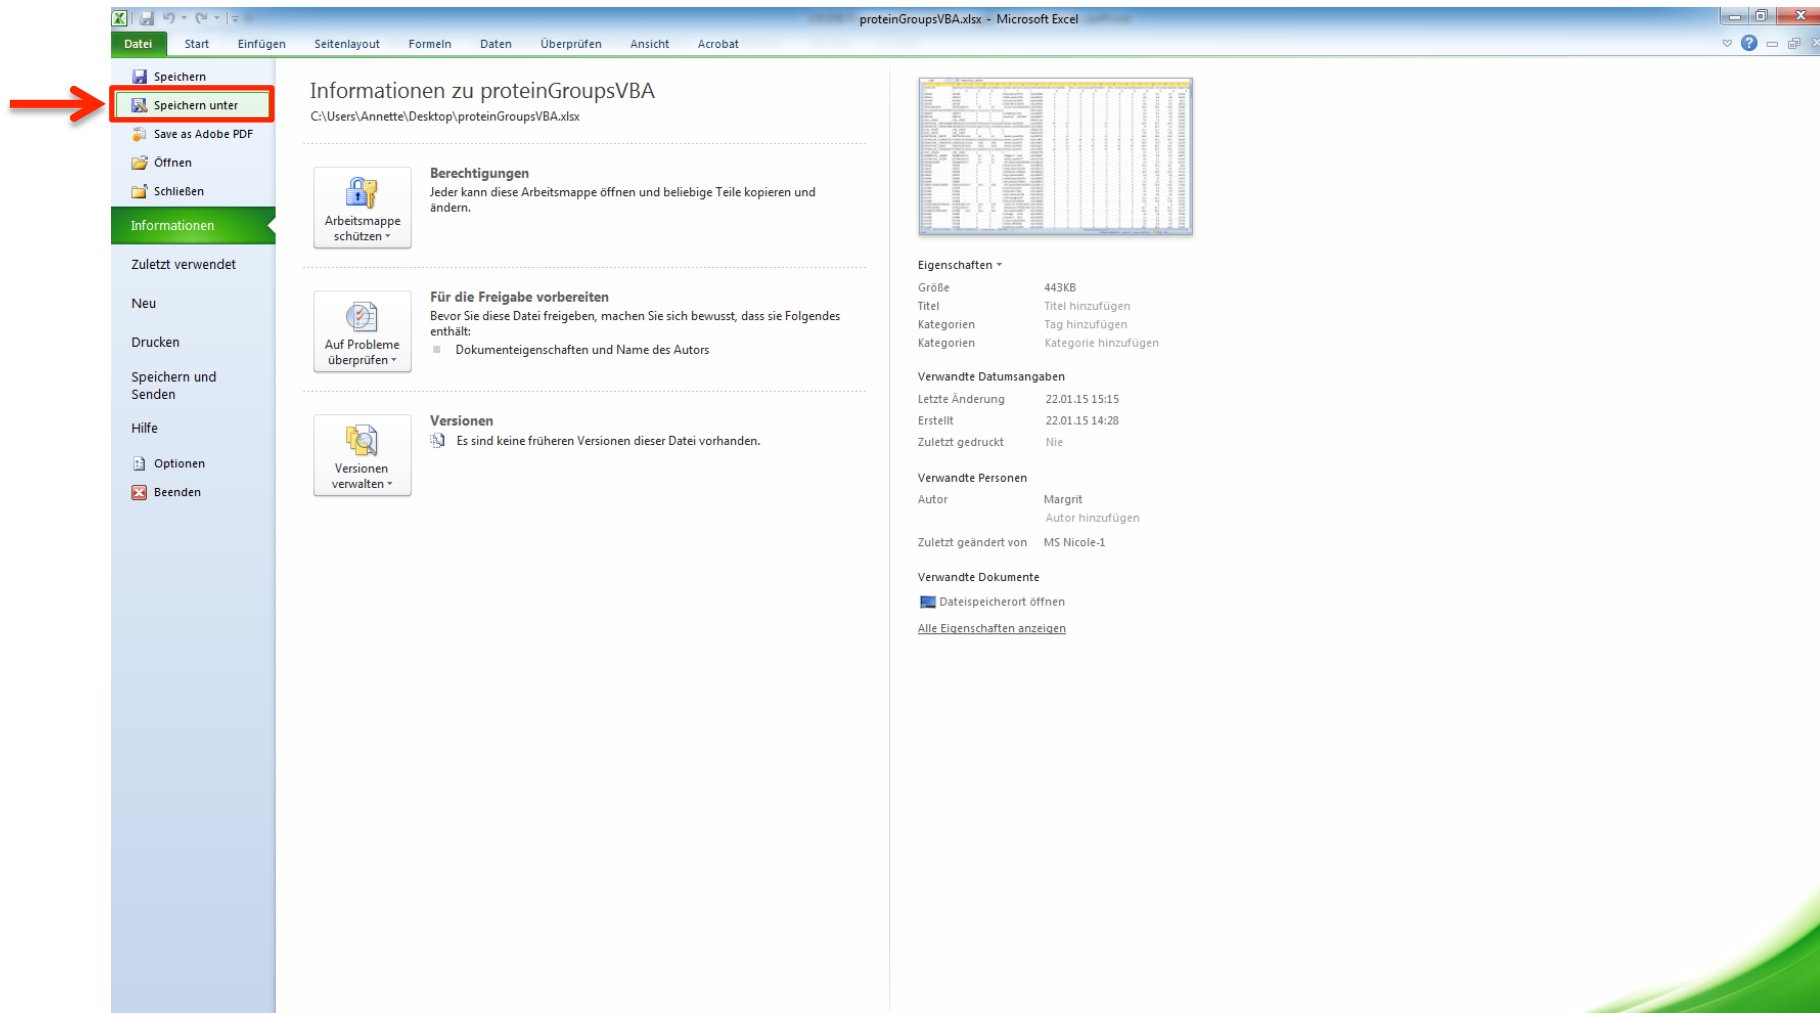 proteinGroupsVBA.xlsx - Microsoft Excel
Datei Start Einfügen Seitenlayout Formeln Daten Überprüfen Ansicht Acrobat
Speichern
Speichern unter
Save as Adobe PDF
Öffnen
Schließen
Informationen
Zuletzt verwendet
Neu
Drucken
Speichern und
Senden
Hilfe
Optionen
Beenden
Informationen zu proteinGroupsVBA
C:\Users\Annette\Desktop\proteinGroupsVBA.xlsx
Arbeitsmappe
schützen
Berechtigungen
Jeder kann diese Arbeitsmappe öffnen und beliebige Teile kopieren und
ändern.
Auf Probleme
überprüfen
Für die Freigabe vorbereiten
Bevor Sie diese Datei freigeben, machen Sie sich bewusst, dass sie Folgendes
enthält:
Dokumenteigenschaften und Name des Autors
Versionen
verwalten
Versionen
Es sind keine früheren Versionen dieser Datei vorhanden.
Eigenschaften
Größe 443KB
Titel Titel hinzufügen
Kategorien Tag hinzufügen
Kategorien Kategorie hinzufügen
Verwandte Datumsangaben
Letzte Änderung 22.01.15 15:15
Erstellt 22.01.15 14:28
Zuletzt gedruckt Nie
Verwandte Personen
Autor Margrit
Autor hinzufügen
Zuletzt geändert von MS Nicole-1
Verwandte Dokumente
Dateispeicherort öffnen
Alle Eigenschaften anzeigen